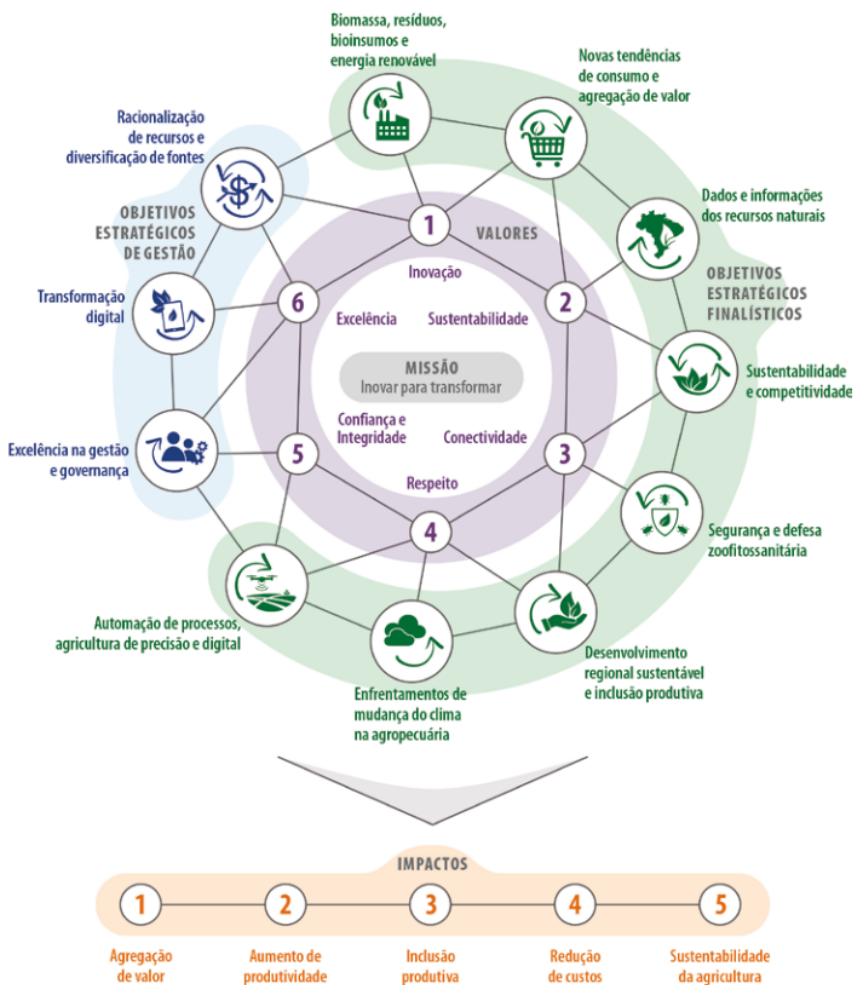 Biomassa, resíduos,
bioinsumos e
energia renovável
Novas tendências
de consumo e
agregação de valor
Racionalização
de recursos e
diversificação de fontes
Dados e informações
dos recursos naturais
OBJETIVOS
ESTRATÉGICOS
DE GESTÃO
1
VALORES
Inovação
OBJETIVOS
ESTRATÉGICOS
FINALÍSTICOS
Transformação
digital
6
2
Excelência
Sustentabilidade
MISSÃO
Inovar para transformar
Sustentabilidade
e competitividade
Confiança e
Integridade
Conectividade
Excelência na gestão
e governança
5
3
Respeito
4
Segurança e defesa
zoofitossanitária
Automação de processos,
agricultura de precisão e digital
Desenvolvimento
regional sustentável
e inclusão produtiva
Enfrentamentos de
mudança do clima
na agropecuária
IMPACTOS
1
2
3
4
5
Agregação
de valor
Aumento de
produtividade
Inclusão
produtiva
Redução
de custos
Sustentabilidade
da agricultura